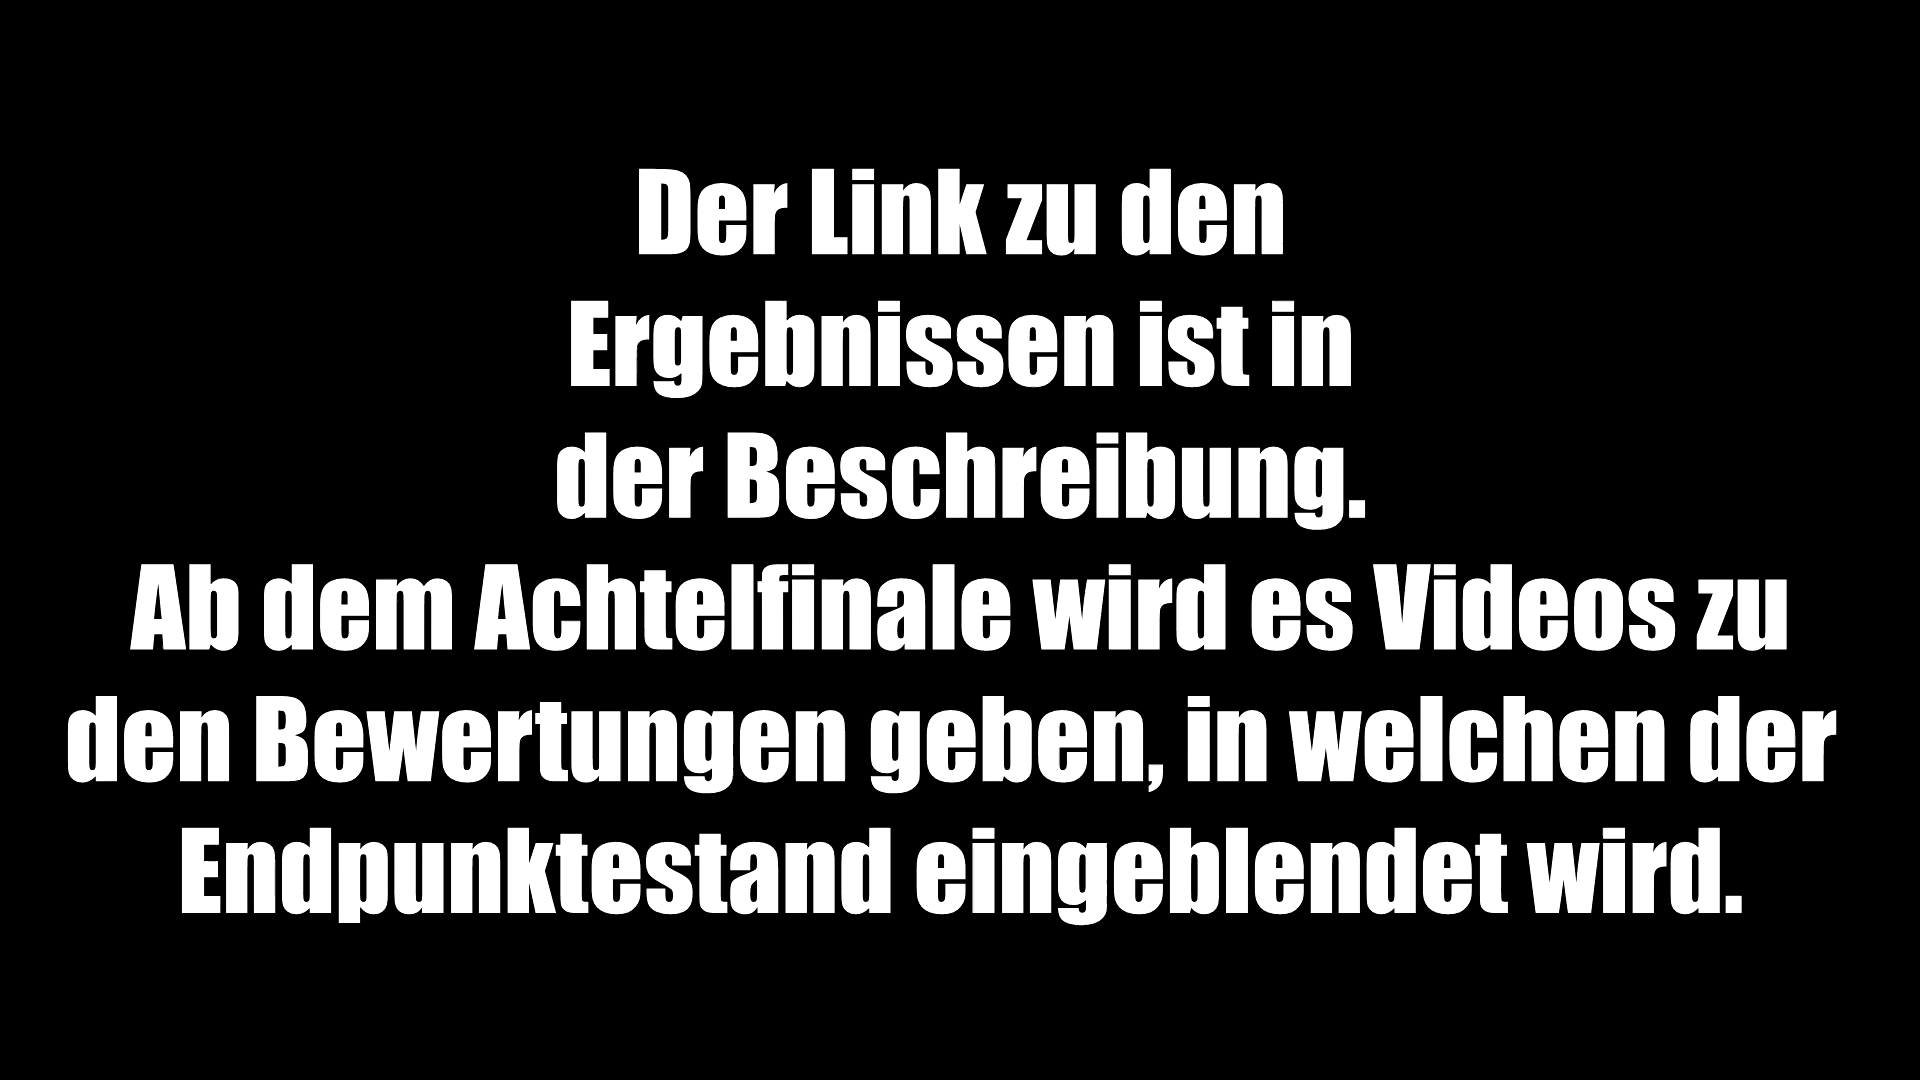 Der Link zu den
Ergebnissen ist in
der Beschreibung.
Ab dem Achtelfinale wird es Videos zu
den Bewertungen geben, in welchen der
Endpunktestand eingeblendet wird.